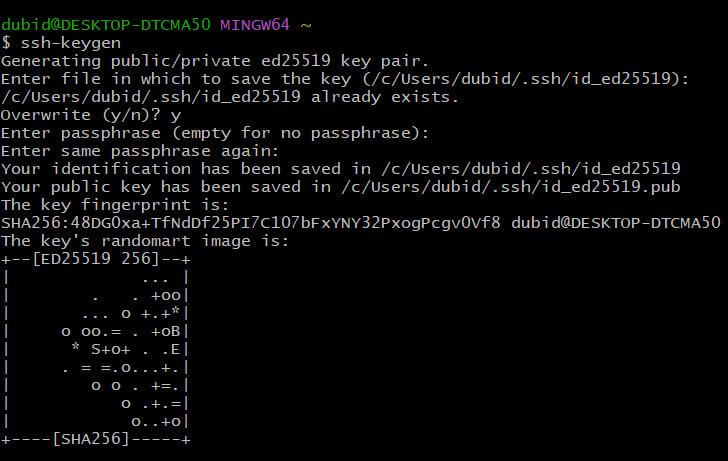 dubid@DESKTOP-DTCMA50 MINGW64 ~
$ ssh-keygen
Generating public/private ed25519 key pair.
Enter file in which to save the key (/c/Users/dubid/.ssh/id_ed25519):
/c/Users/dubid/.ssh/id_ed25519 already exists.
Overwrite (y/n)? y
Enter passphrase (empty for no passphrase):
Enter same passphrase again:
Your identification has been saved in /c/Users/dubid/.ssh/id_ed25519
Your public key has been saved in /c/Users/dubid/.ssh/id_ed25519.pub
The key fingerprint is:
SHA256:48DG0xa+TfNdDf25PI7C1O7bFxYNY32PxogPcgv0Vf8 dubid@DESKTOP-DTCMA50
The key's randomart image is:
+--[ED25519 256]--+
|             ... |
|        .   . +oo|
|       ... o +.+*|
|     o oo.= . +oB|
|      * S+o+ . .E|
|     . = =.o...+.|
|        o o . +=.|
|           o .+.=|
|            o..+o|
+----[SHA256]-----+